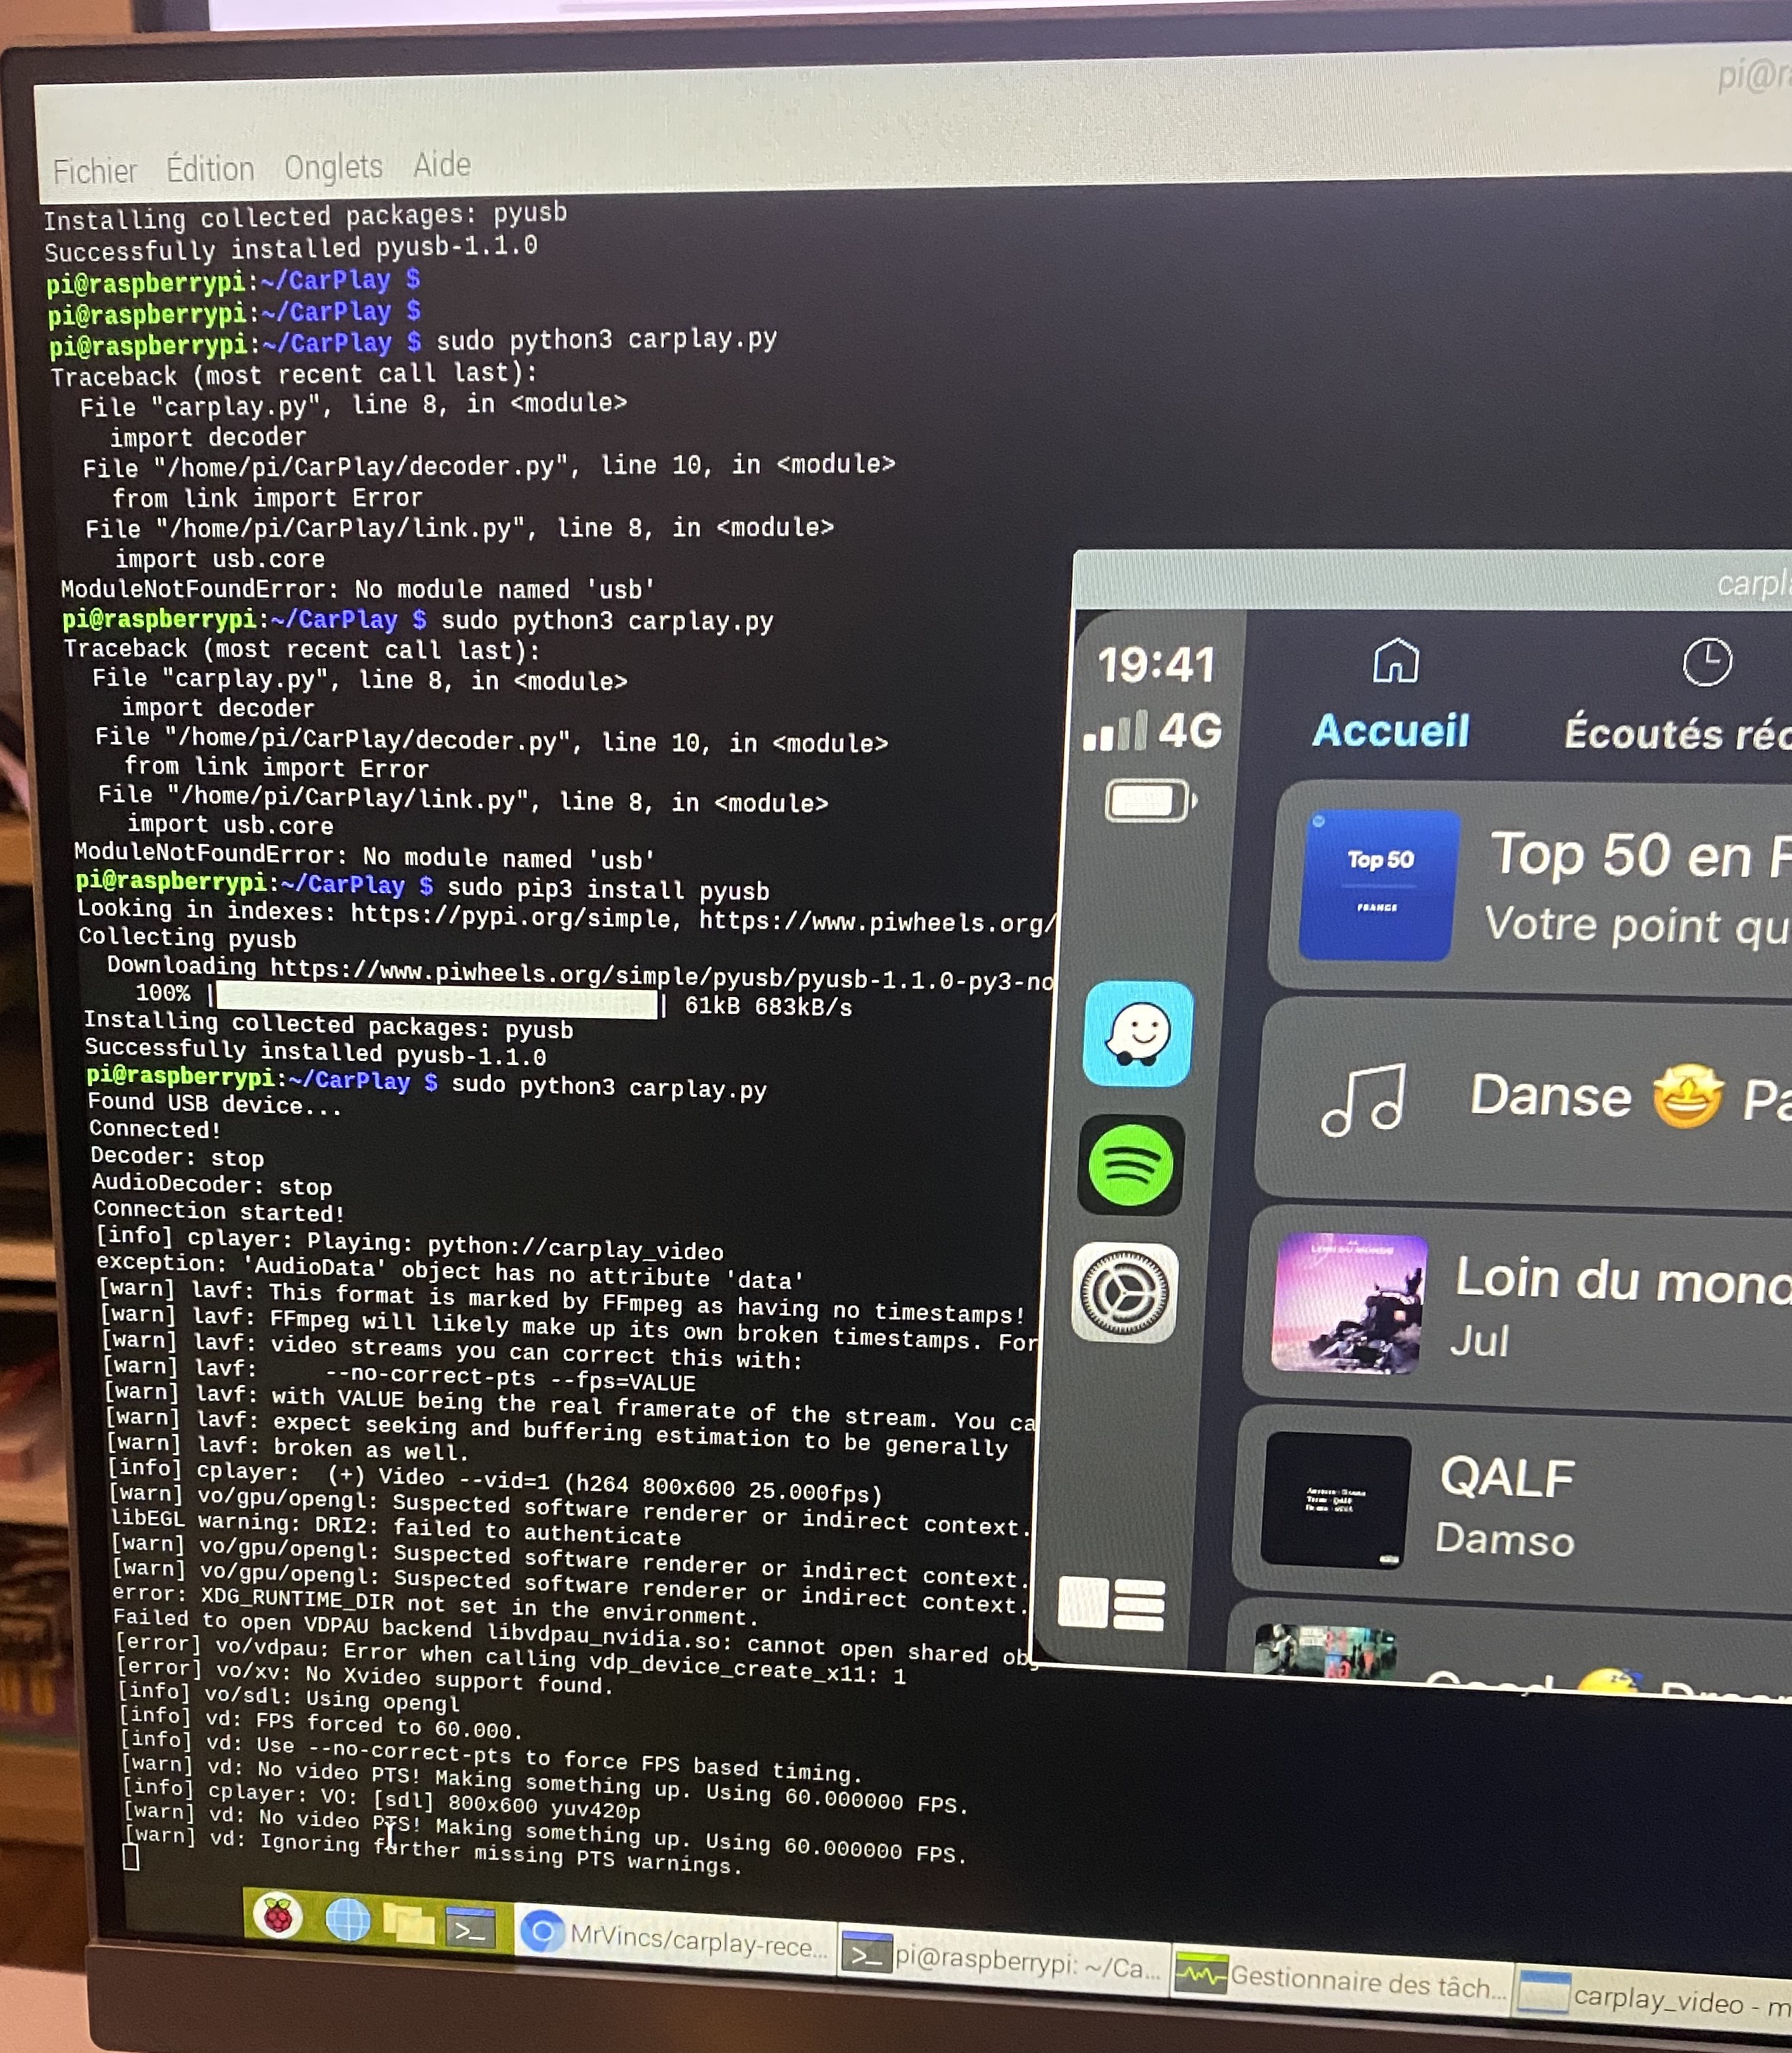 pi@r
Fichier Édition Onglets Aide
Installing collected packages: pyusb
Successfully installed pyusb-1.1.0
pi@raspberrypi:~/CarPlay $
pi@raspberrypi:~/CarPlay $
pi@raspberrypi:~/CarPlay $ sudo python3 carplay.py
Traceback (most recent call last):
File "carplay.py", line 8, in <module>
import decoder
File "/home/pi/CarPlay/decoder.py", line 10, in <module>
from link import Error
File "/home/pi/CarPlay/link.py", line 8, in <module>
import usb.core
ModuleNotFoundError: No module named 'usb'
pi@raspberrypi:~/CarPlay $ sudo python3 carplay.py
Traceback (most recent call last):
File "carplay.py", line 8, in <module>
import decoder
File "/home/pi/CarPlay/decoder.py", line 10, in <module>
from link import Error
File "/home/pi/CarPlay/link.py", line 8, in <module>
import usb.core
ModuleNotFoundError: No module named 'usb'
pi@raspberrypi:~/CarPlay $ sudo pip3 install pyusb
Looking in indexes: https://pypi.org/simple, https://www.piwheels.org/
Collecting pyusb
Downloading https://www.piwheels.org/simple/pyusb/pyusb-1.1.0-py3-no
100% | | 61kB 683kB/s
Installing collected packages: pyusb
Successfully installed pyusb-1.1.0
pi@raspberrypi:~/CarPlay $ sudo python3 carplay.py
Found USB device...
Connected!
Decoder: stop
AudioDecoder: stop
Connection started!
[info] cplayer: Playing: python://carplay_video
exception: 'AudioData' object has no attribute 'data'
[warn] lavf: This format is marked by FFmpeg as having no timestamps!
[warn] lavf: FFmpeg will likely make up its own broken timestamps. For
[warn] lavf: video streams you can correct this with:
[warn] lavf: --no-correct-pts --fps=VALUE
[warn] lavf: with VALUE being the real framerate of the stream. You ca
[warn] lavf: expect seeking and buffering estimation to be generally
[warn] lavf: broken as well.
[info] cplayer: (+) Video --vid=1 (h264 800x600 25.000fps)
[warn] vo/gpu/opengl: Suspected software renderer or indirect context.
libEGL warning: DRI2: failed to authenticate
[warn] vo/gpu/opengl: Suspected software renderer or indirect context.
[warn] vo/gpu/opengl: Suspected software renderer or indirect context.
error: XDG_RUNTIME_DIR not set in the environment.
Failed to open VDPAU backend libvdpau_nvidia.so: cannot open shared obj
[error] vo/vdpau: Error when calling vdp_device_create_x11: 1
[error] vo/xv: No Xvideo support found.
[info] vo/sdl: Using opengl
[info] vd: FPS forced to 60.000.
[info] vd: Use --no-correct-pts to force FPS based timing.
[warn] vd: No video PTS! Making something up. Using 60.000000 FPS.
[info] cplayer: VO: [sdl] 800x600 yuv420p
[warn] vd: No video PTS! Making something up. Using 60.000000 FPS.
[warn] vd: Ignoring further missing PTS warnings.
carpl
19:41
4G
Accueil
Écoutés réc
Top 50
FRANCE
Top 50 en F
Votre point qu
Danse 🤩 Pa
LOIN DU MONDE
Loin du mond
Jul
QALF
Damso
MrVincs/carplay-rece...
pi@raspberrypi: ~/Ca...
Gestionnaire des tâch...
carplay_video - m